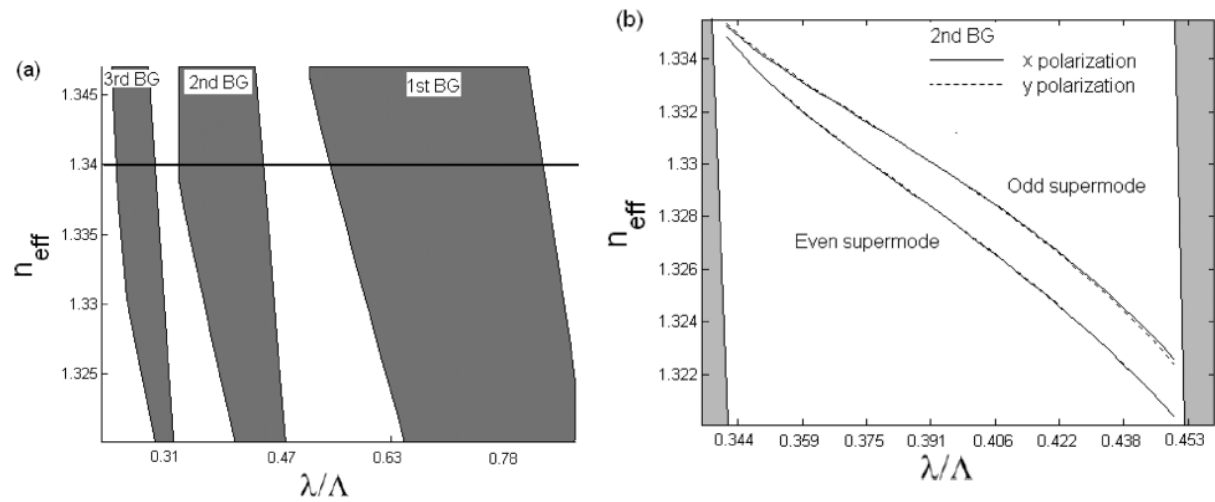 (a)
3rd BG
2nd BG
1st BG
1.345
1.34
1.335
1.33
1.325
n_eff
0.31
0.47
0.63
0.78
λ/Λ
(b)
2nd BG
x polarization
y polarization
1.334
1.332
1.33
1.328
1.326
1.324
1.322
n_eff
Odd supermode
Even supermode
0.344
0.359
0.375
0.391
0.406
0.422
0.438
0.453
λ/Λ